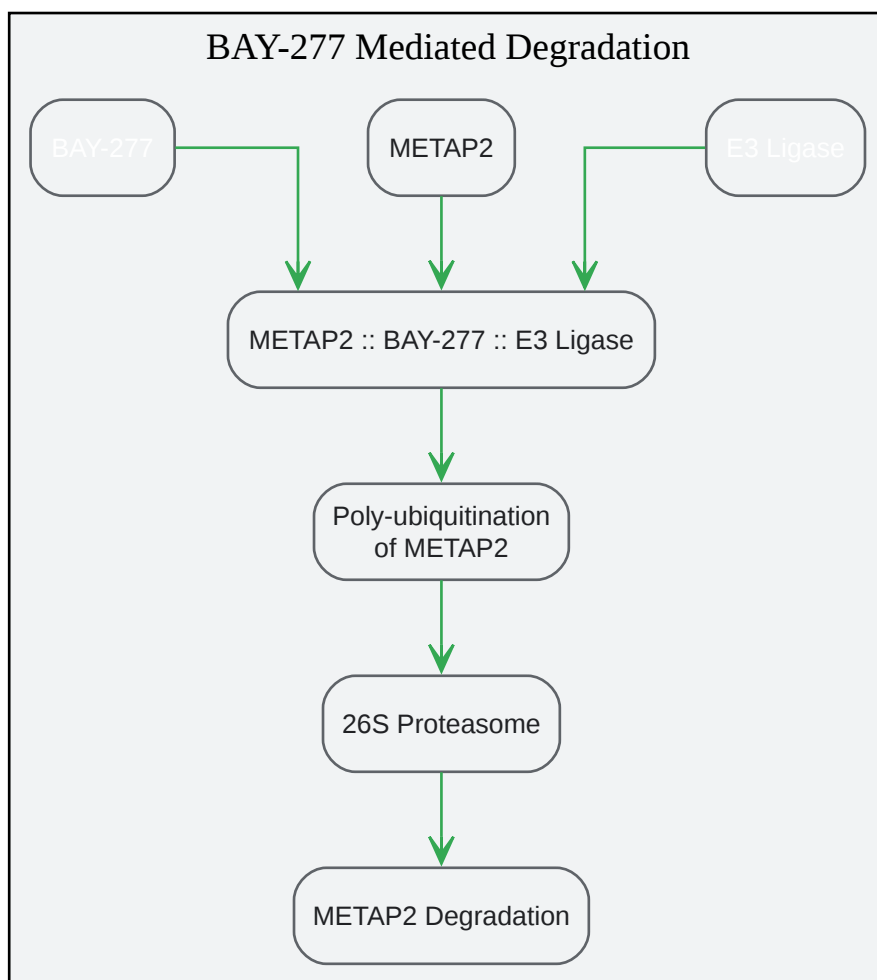 BAY-277 Mediated Degradation
BAY-277
METAP2
E3 Ligase
METAP2 :: BAY-277 :: E3 Ligase
Poly-ubiquitination
of METAP2
26S Proteasome
METAP2 Degradation